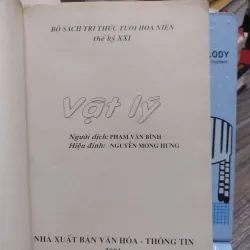 BỘ SÁCH TRI THỨC TUỔI HOA NIÊN
thế kỷ XXI
Vật lý
Người dịch: PHẠM VĂN BÌNH
Hiệu đính: NGUYỄN MỘNG HƯNG
NHÀ XUẤT BẢN VĂN HÓA - THÔNG TIN